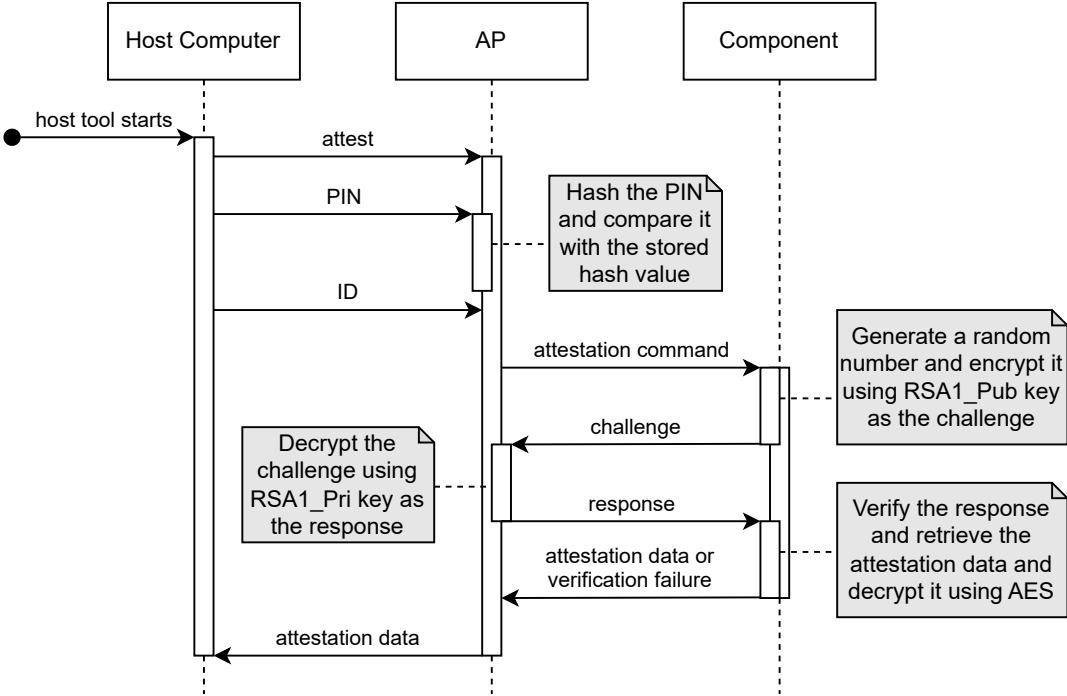 Host Computer
AP
Component
host tool starts
attest
PIN
Hash the PIN
and compare it
with the stored
hash value
ID
attestation command
Generate a random
number and encrypt it
using RSA1_Pub key
as the challenge
challenge
Decrypt the
challenge using
RSA1_Pri key as
the response
response
Verify the response
and retrieve the
attestation data and
decrypt it using AES
attestation data or
verification failure
attestation data